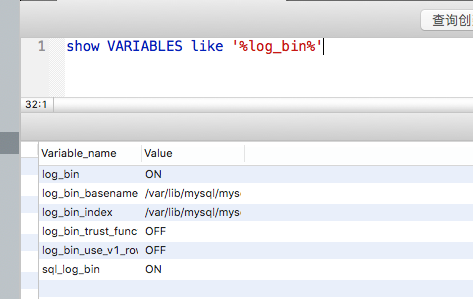 查询创
1 show VARIABLES like '%log_bin%'
32:1
Variable_name Value
log_bin ON
log_bin_basename /var/lib/mysql/mys
log_bin_index /var/lib/mysql/mys
log_bin_trust_func OFF
log_bin_use_v1_ro OFF
sql_log_bin ON